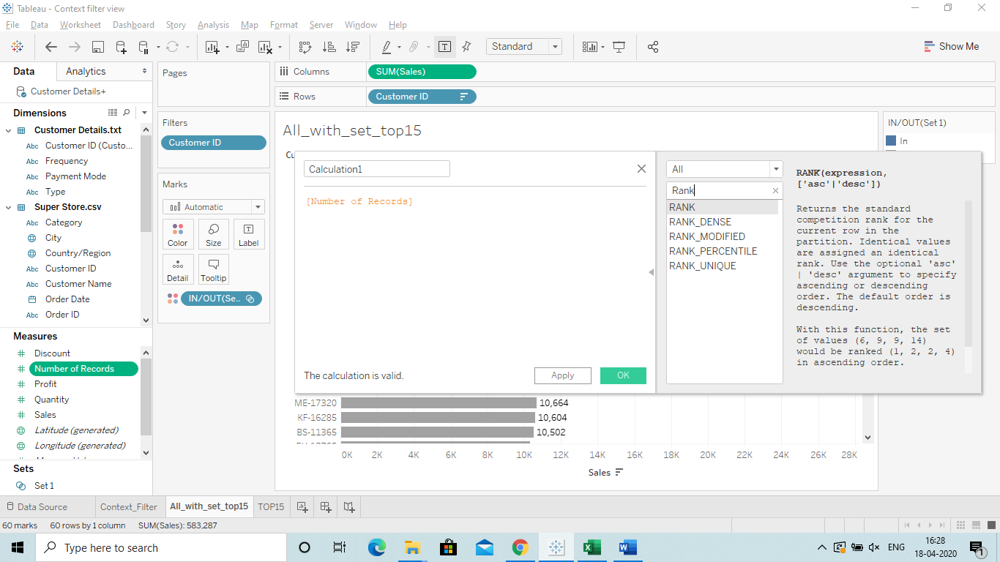 Tableau - Context filter view
File Data Worksheet Dashboard Story Analysis Map Format Server Window Help
Standard
Show Me
Data Analytics
Customer Details+
Dimensions
Customer Details.txt
Abc Customer ID (Custo...
Abc Frequency
Abc Payment Mode
Abc Type
Super Store.csv
Abc Category
City
Country/Region
Abc Customer ID
Abc Customer Name
Order Date
Abc Order ID
Measures
Discount
Number of Records
Profit
Quantity
Sales
Latitude (generated)
Longitude (generated)
Sets
Set 1
Pages
Filters
Customer ID
Marks
Automatic
Color Size Label
Detail Tooltip
IN/OUT(Se..
Columns SUM(Sales)
Rows Customer ID
All_with_set_top15
Cu
Calculation1
[Number of Records]
The calculation is valid.
Apply OK
All
Rank
RANK
RANK_DENSE
RANK_MODIFIED
RANK_PERCENTILE
RANK_UNIQUE
RANK(expression,
['asc'|'desc'])
Returns the standard
competition rank for the
current row in the
partition. Identical values
are assigned an identical
rank. Use the optional 'asc'
| 'desc' argument to specify
ascending or descending
order. The default order is
descending.
With this function, the set
of values (6, 9, 9, 14)
would be ranked (1, 2, 2, 4)
in ascending order.
IN/OUT(Set 1)
In
ME-17320 10,664
KF-16285 10,604
BS-11365 10,502
0K 2K 4K 6K 8K 10K 12K 14K 16K 18K 20K 22K 24K 26K 28K
Sales
Data Source Context_Filter All_with_set_top15 TOP15
60 marks 60 rows by 1 column SUM(Sales): 583,287
Type here to search
ENG
16:28
18-04-2020
1